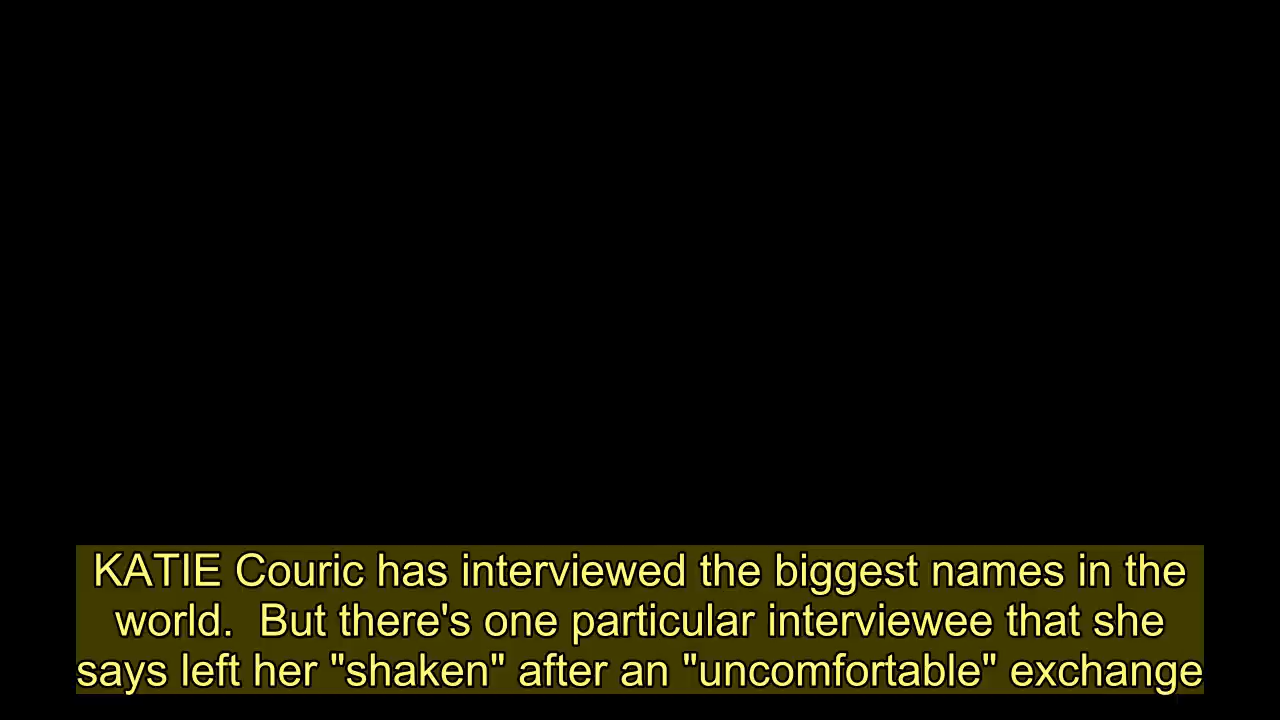 KATIE Couric has interviewed the biggest names in the
world.  But there's one particular interviewee that she
says left her "shaken" after an "uncomfortable" exchange